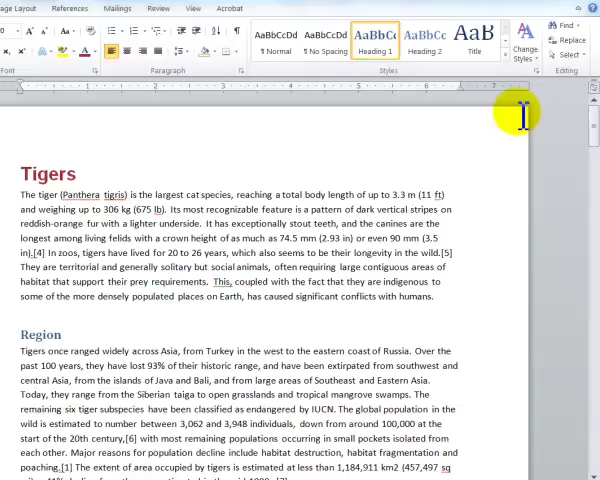 age Layout References Mailings Review View Acrobat
Aa
¶
AaBbCcDd AaBbCcDd AaBbCc AaBbCc AaB
¶ Normal ¶ No Spacing Heading 1 Heading 2 Title
Change
Styles
Find
Replace
Select
Font Paragraph Styles Editing
Tigers
The tiger (Panthera tigris) is the largest cat species, reaching a total body length of up to 3.3 m (11 ft)
and weighing up to 306 kg (675 lb). Its most recognizable feature is a pattern of dark vertical stripes on
reddish-orange fur with a lighter underside. It has exceptionally stout teeth, and the canines are the
longest among living felids with a crown height of as much as 74.5 mm (2.93 in) or even 90 mm (3.5
in).[4] In zoos, tigers have lived for 20 to 26 years, which also seems to be their longevity in the wild.[5]
They are territorial and generally solitary but social animals, often requiring large contiguous areas of
habitat that support their prey requirements. This, coupled with the fact that they are indigenous to
some of the more densely populated places on Earth, has caused significant conflicts with humans.
Region
Tigers once ranged widely across Asia, from Turkey in the west to the eastern coast of Russia. Over the
past 100 years, they have lost 93% of their historic range, and have been extirpated from southwest and
central Asia, from the islands of Java and Bali, and from large areas of Southeast and Eastern Asia.
Today, they range from the Siberian taiga to open grasslands and tropical mangrove swamps. The
remaining six tiger subspecies have been classified as endangered by IUCN. The global population in the
wild is estimated to number between 3,062 and 3,948 individuals, down from around 100,000 at the
start of the 20th century,[6] with most remaining populations occurring in small pockets isolated from
each other. Major reasons for population decline include habitat destruction, habitat fragmentation and
poaching.[1] The extent of area occupied by tigers is estimated at less than 1,184,911 km2 (457,497 sq